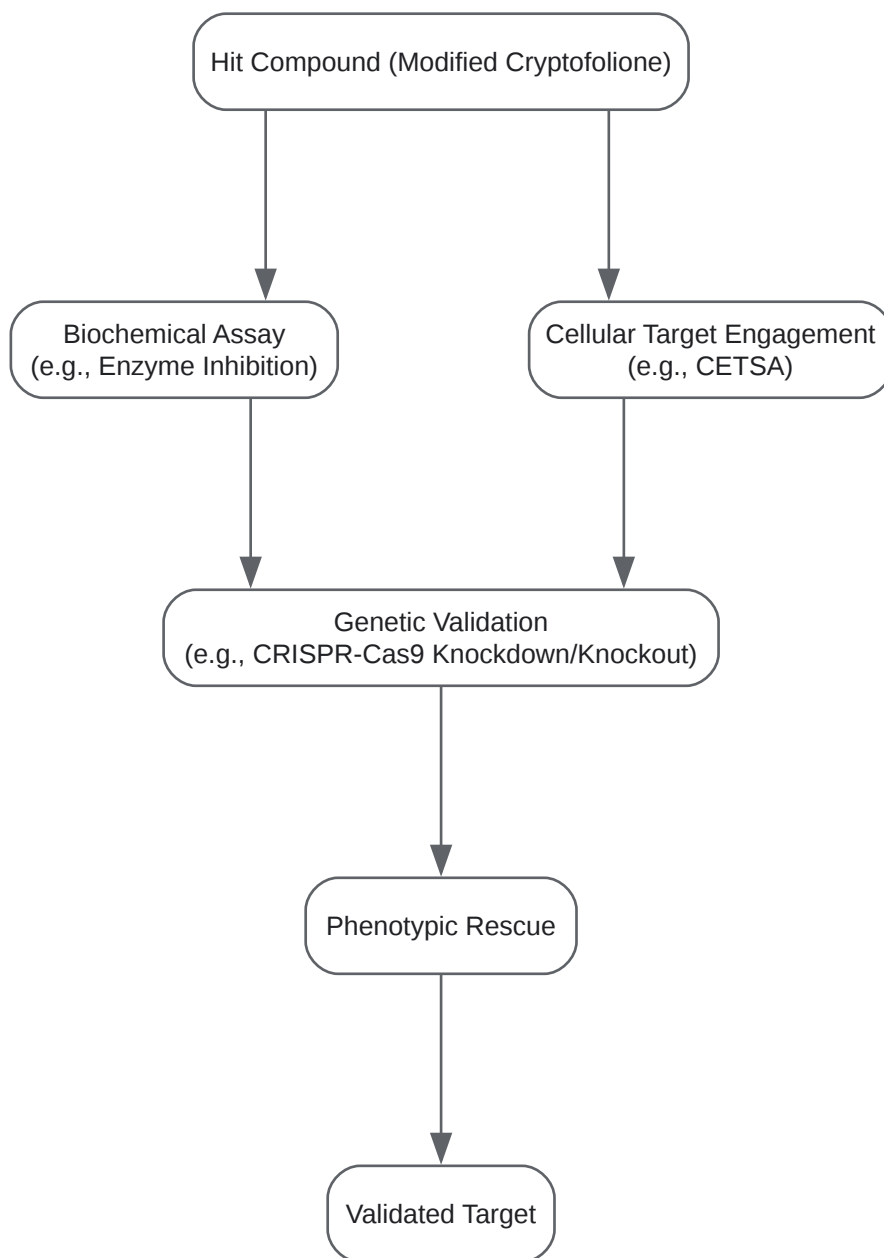 Hit Compound (Modified Cryptofolione)
Biochemical Assay
(e.g., Enzyme Inhibition)
Cellular Target Engagement
(e.g., CETSA)
Genetic Validation
(e.g., CRISPR-Cas9 Knockdown/Knockout)
Phenotypic Rescue
Validated Target